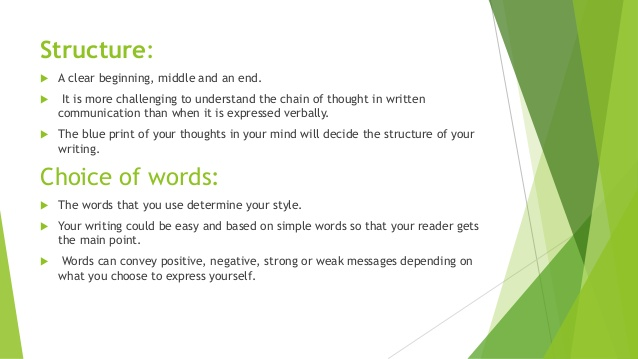 Structure:
A clear beginning, middle and an end.
It is more challenging to understand the chain of thought in written
communication than when it is expressed verbally.
The blue print of your thoughts in your mind will decide the structure of your
writing.
Choice of words:
The words that you use determine your style.
Your writing could be easy and based on simple words so that your reader gets
the main point.
Words can convey positive, negative, strong or weak messages depending on
what you choose to express yourself.